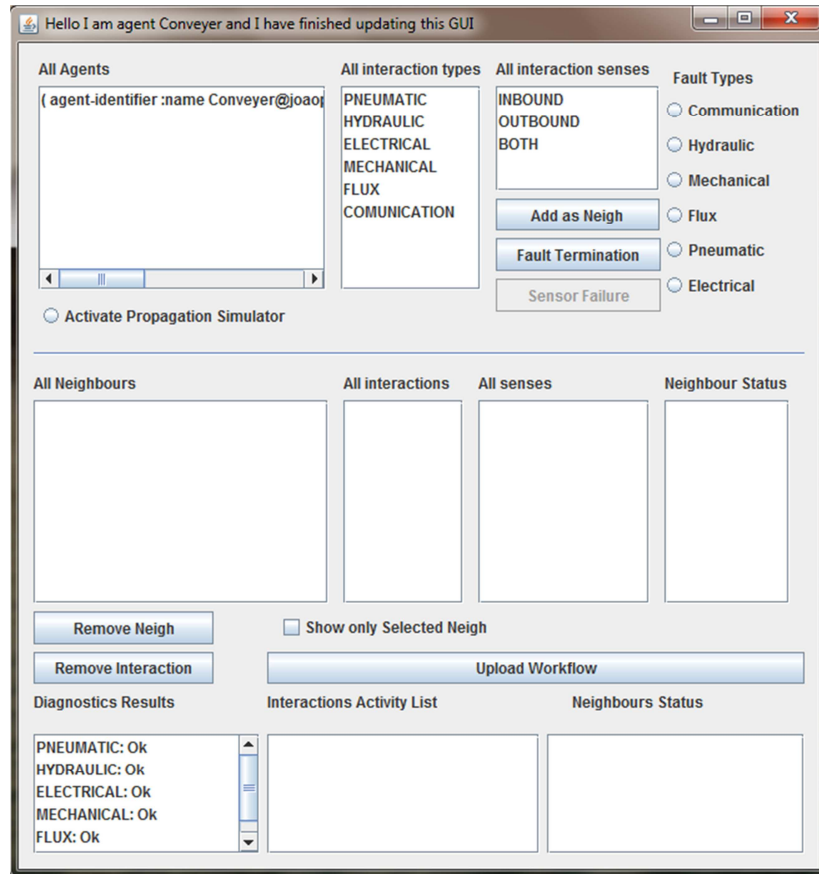 Hello I am agent Conveyer and I have finished updating this GUI
All Agents
( agent-identifier :name Conveyer@joaop
All interaction types
PNEUMATIC
HYDRAULIC
ELECTRICAL
MECHANICAL
FLUX
COMUNICATION
All interaction senses
INBOUND
OUTBOUND
BOTH
Add as Neigh
Fault Termination
Sensor Failure
Fault Types
Communication
Hydraulic
Mechanical
Flux
Pneumatic
Electrical
Activate Propagation Simulator
All Neighbours
All interactions
All senses
Neighbour Status
Remove Neigh
Show only Selected Neigh
Remove Interaction
Upload Workflow
Diagnostics Results
PNEUMATIC: Ok
HYDRAULIC: Ok
ELECTRICAL: Ok
MECHANICAL: Ok
FLUX: Ok
Interactions Activity List
Neighbours Status